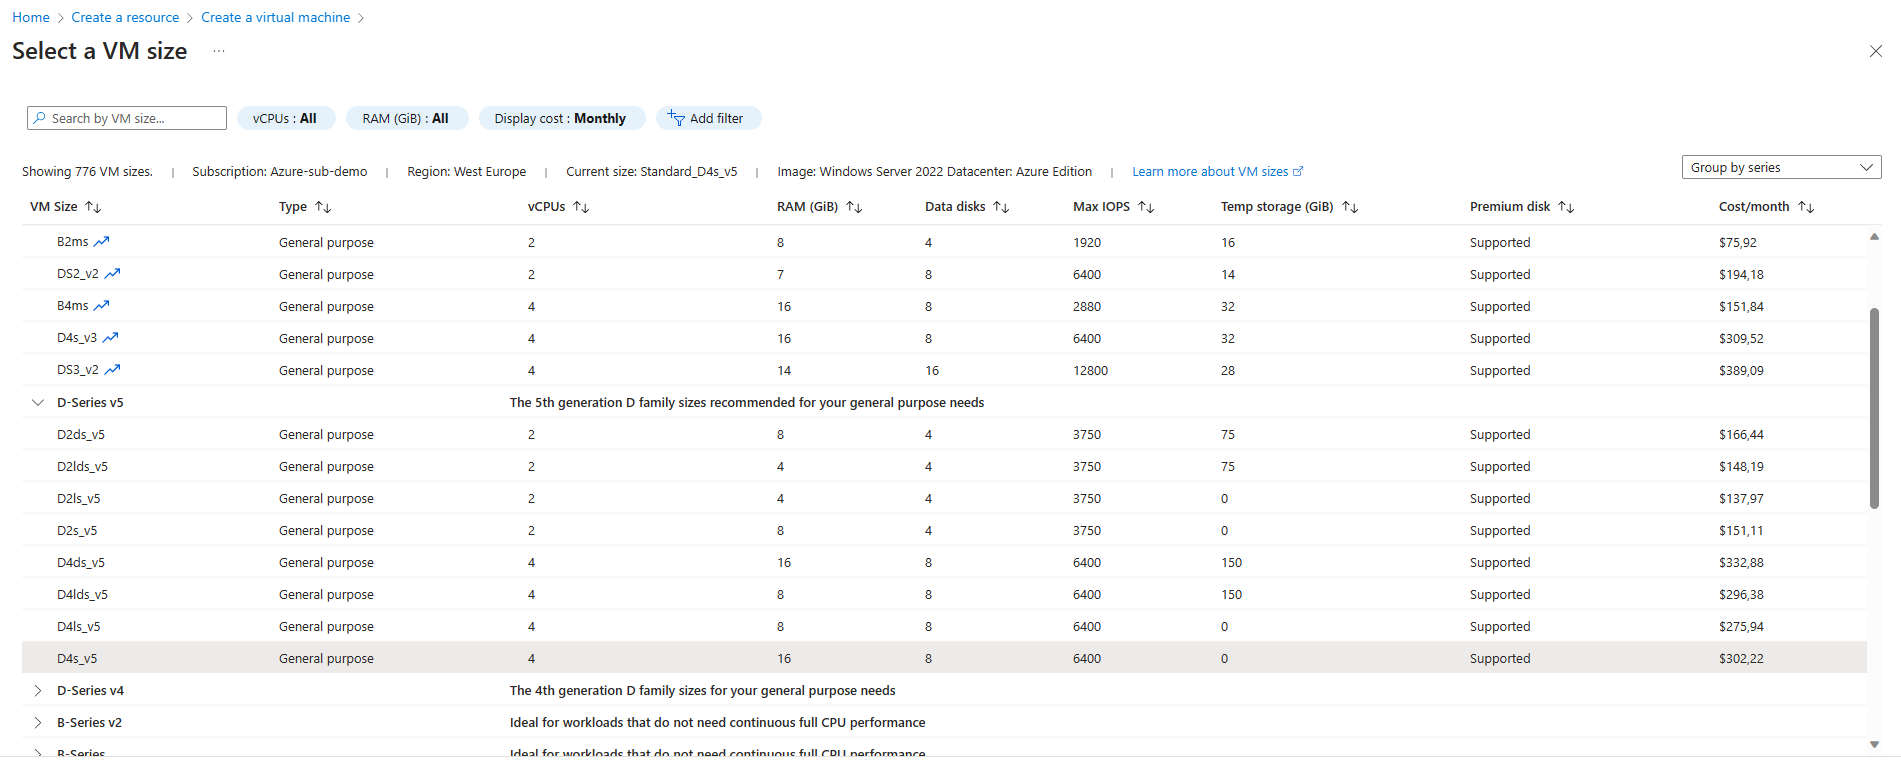 Home > Create a resource > Create a virtual machine >
Select a VM size ...
Search by VM size... vCPUs : All RAM (GiB) : All Display cost : Monthly Add filter
Showing 776 VM sizes. | Subscription: Azure-sub-demo | Region: West Europe | Current size: Standard_D4s_v5 | Image: Windows Server 2022 Datacenter: Azure Edition | Learn more about VM sizes Group by series
VM Size Type vCPUs RAM (GiB) Data disks Max IOPS Temp storage (GiB) Premium disk Cost/month
B2ms General purpose 2 8 4 1920 16 Supported $75,92
DS2_v2 General purpose 2 7 8 6400 14 Supported $194,18
B4ms General purpose 4 16 8 2880 32 Supported $151,84
D4s_v3 General purpose 4 16 8 6400 32 Supported $309,52
DS3_v2 General purpose 4 14 16 12800 28 Supported $389,09
D-Series v5 The 5th generation D family sizes recommended for your general purpose needs
D2ds_v5 General purpose 2 8 4 3750 75 Supported $166,44
D2lds_v5 General purpose 2 4 4 3750 75 Supported $148,19
D2ls_v5 General purpose 2 4 4 3750 0 Supported $137,97
D2s_v5 General purpose 2 8 4 3750 0 Supported $151,11
D4ds_v5 General purpose 4 16 8 6400 150 Supported $332,88
D4lds_v5 General purpose 4 8 8 6400 150 Supported $296,38
D4ls_v5 General purpose 4 8 8 6400 0 Supported $275,94
D4s_v5 General purpose 4 16 8 6400 0 Supported $302,22
D-Series v4 The 4th generation D family sizes for your general purpose needs
B-Series v2 Ideal for workloads that do not need continuous full CPU performance
B-Series Ideal for workloads that do not need continuous full CPU performance